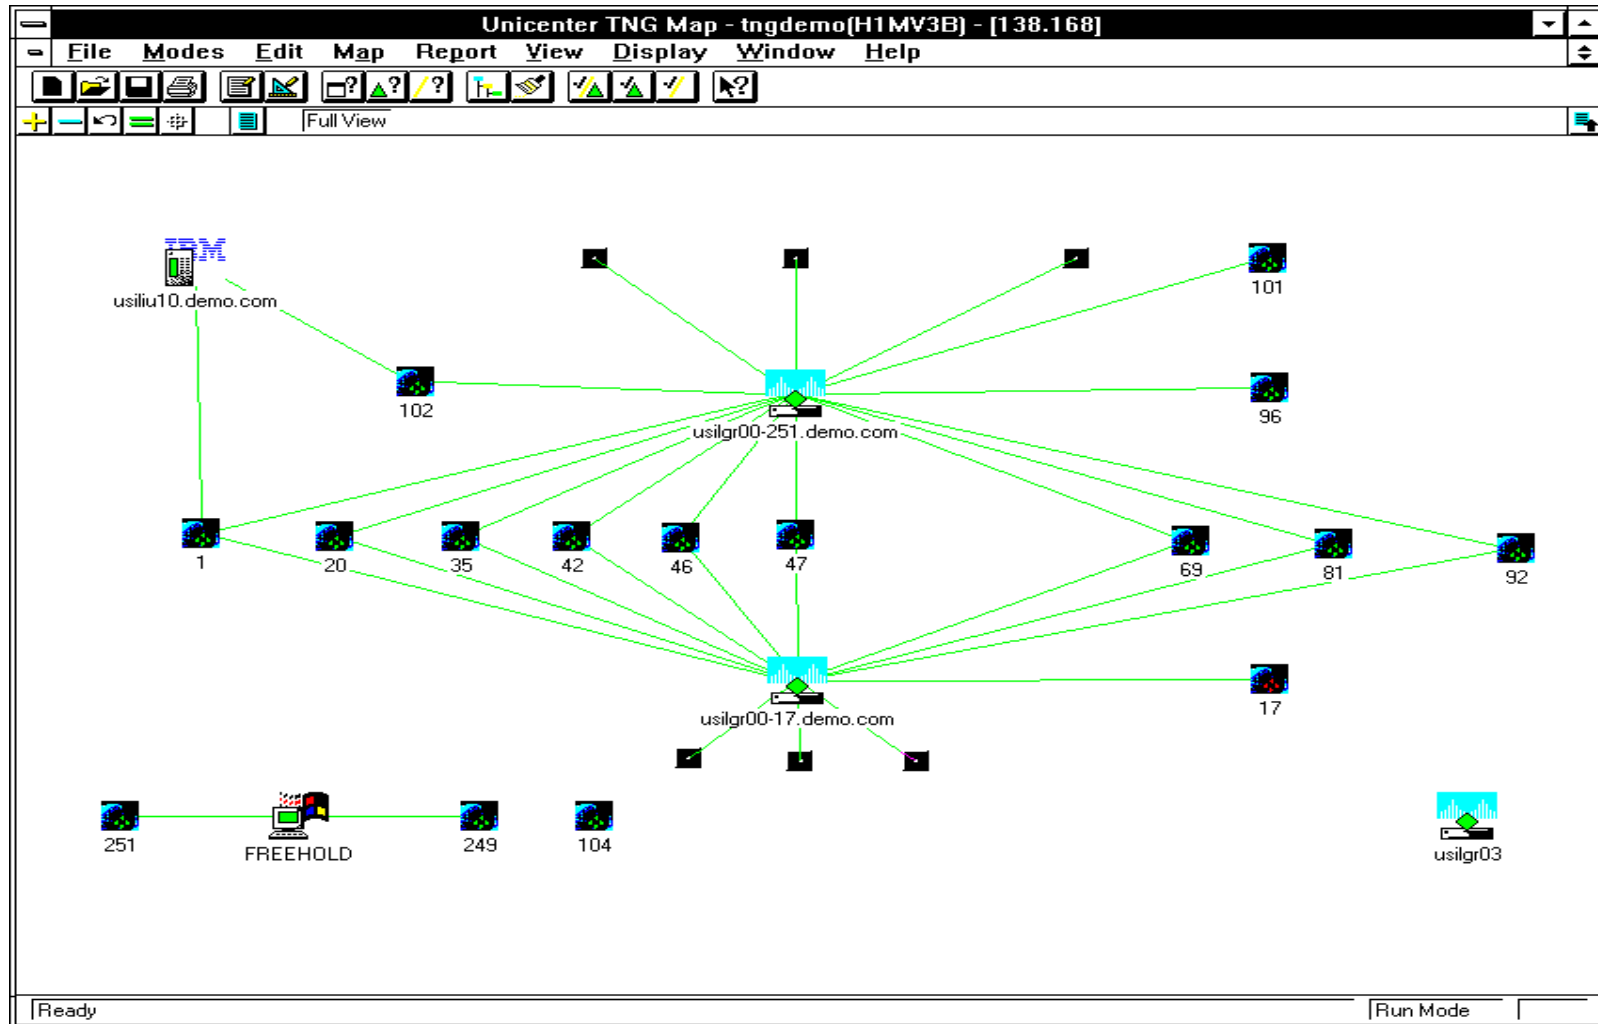 Unicenter TNG Map - tngdemo(H1MV3B) - [138.168]
File Modes Edit Map Report View Display Window Help
Full View
IBM
usiliu10.demo.com
101
102
usilgr00-251.demo.com
96
1
20
35
42
46
47
69
81
92
usilgr00-17.demo.com
17
251
FREEHOLD
249
104
usilgr03
Ready
Run Mode